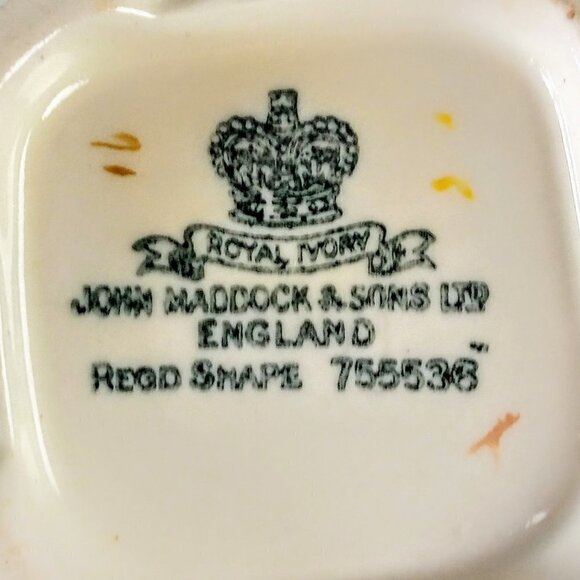 ROYAL IVORY
JOHN MADDOCK & SONS LTD
ENGLAND
REGD SHAPE 755536